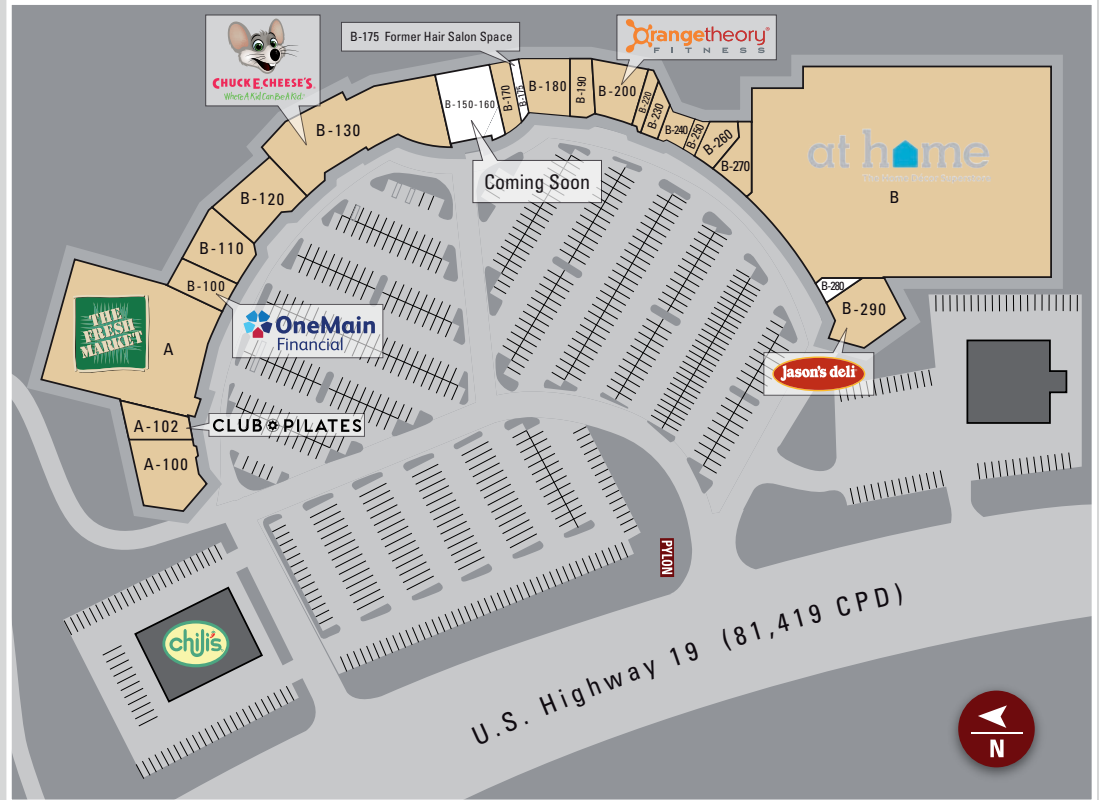 CHUCK E. CHEESE'S.
Where A Kid Can Be A Kid.
B-175 Former Hair Salon Space
orangetheory®
FITNESS
B-130
B-150-160
B-170
B-175
B-180
B-190
B-200
B-220
B-230
B-240
B-250
B-260
B-270
at home
B
Coming Soon
B-120
B-110
B-100
OneMain
Financial
B-280
B-290
Jason's deli
THE
FRESH
MARKET
A
A-102
CLUB PILATES
A-100
PYLON
chili's
U.S. Highway 19 (81,419 CPD)
N